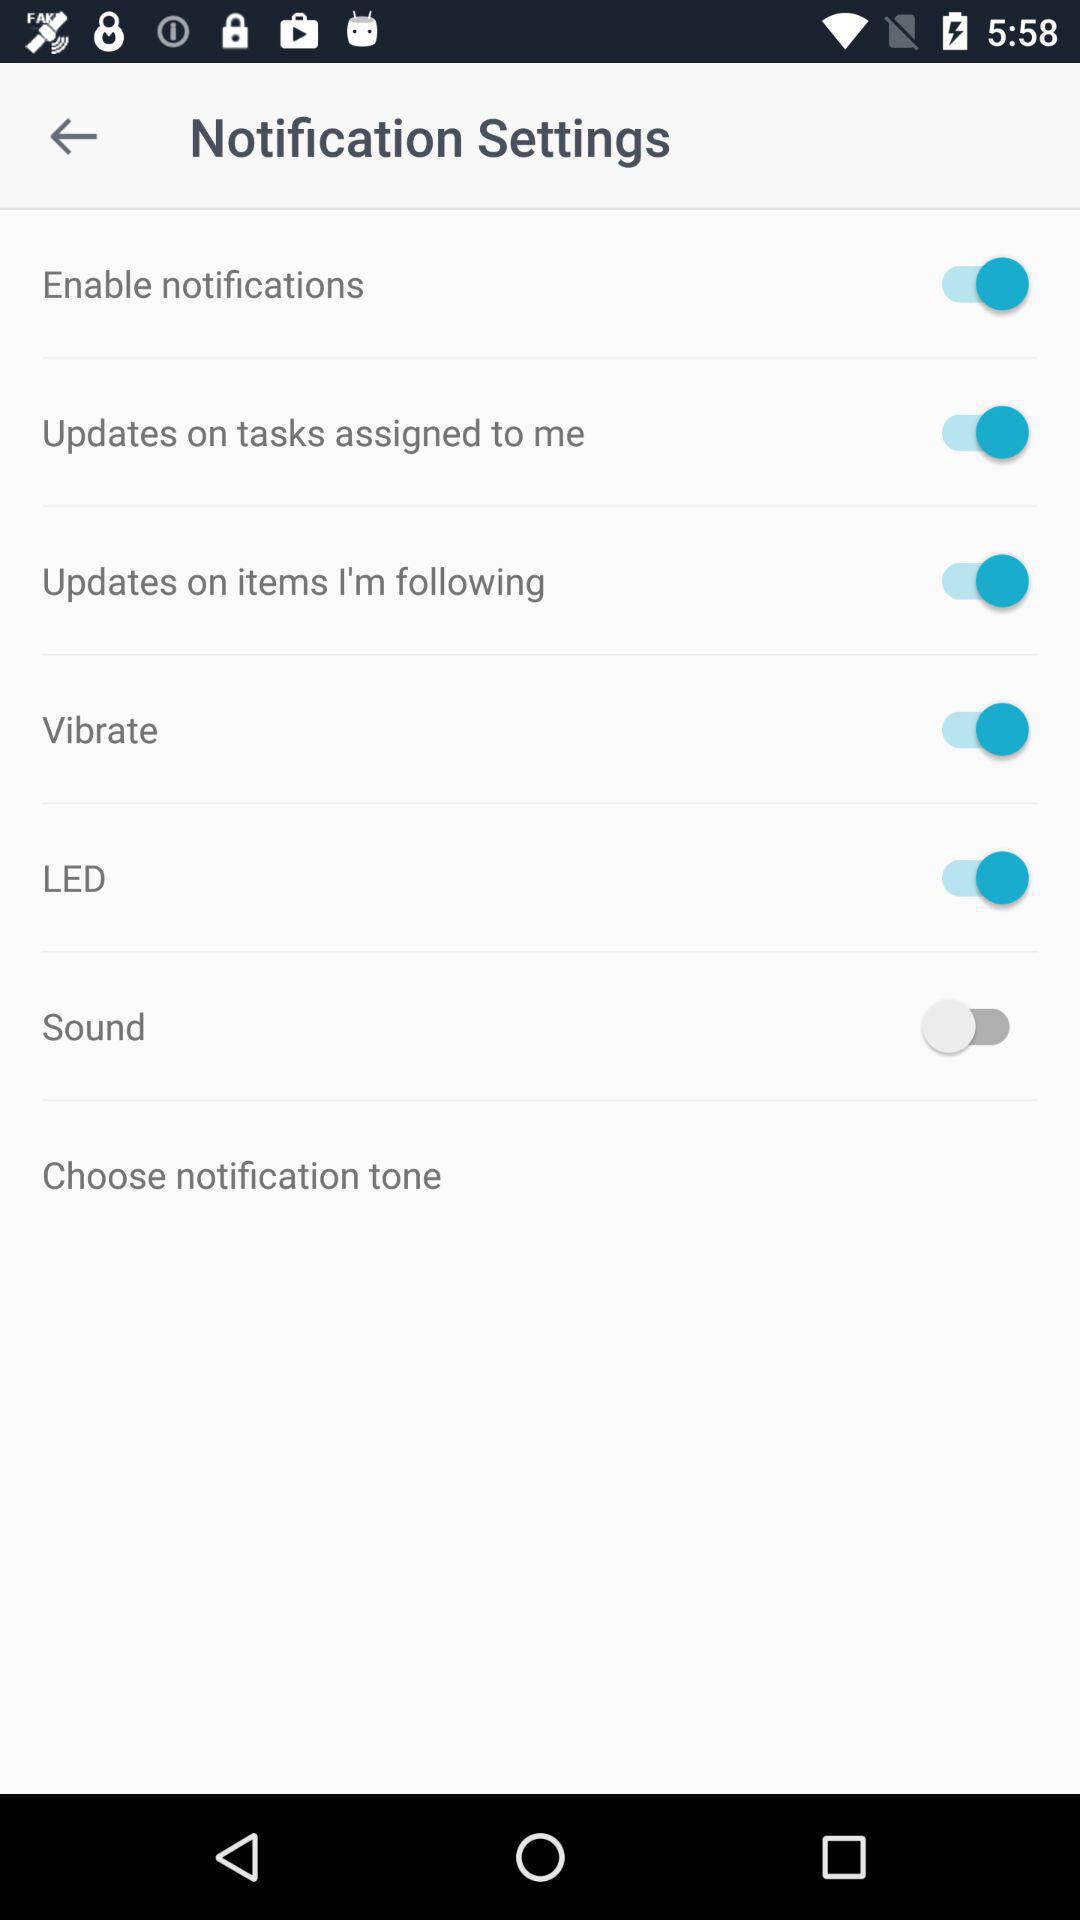 FAKE
5:58
Notification Settings
Enable notifications
Updates on tasks assigned to me
Updates on items I'm following
Vibrate
LED
Sound
Choose notification tone